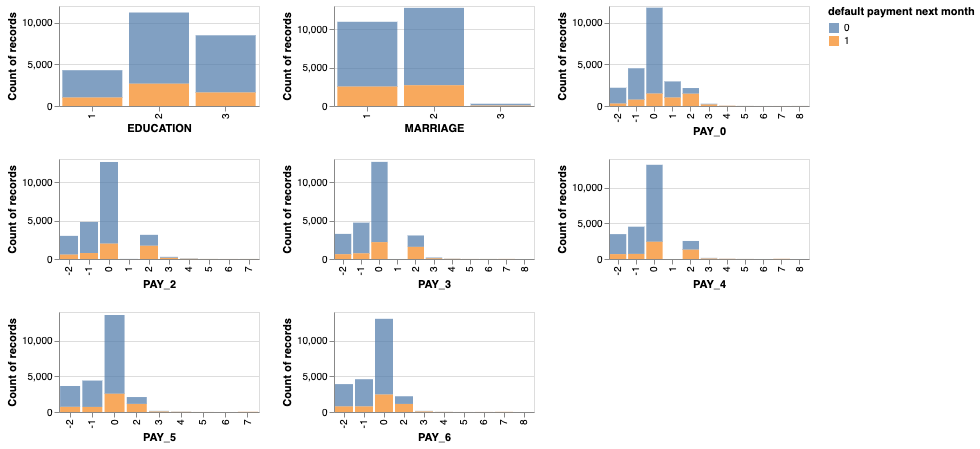 Count of records
10,000
5,000
0
1 2 3
EDUCATION
Count of records
10,000
5,000
0
1 2 3
MARRIAGE
Count of records
10,000
5,000
0
-2 -1 0 1 2 3 4 5 6 7 8
PAY_0
default payment next month
0
1
Count of records
10,000
5,000
0
-2 -1 0 1 2 3 4 5 6 7
PAY_2
Count of records
10,000
5,000
0
-2 -1 0 1 2 3 4 5 6 7 8
PAY_3
Count of records
10,000
5,000
0
-2 -1 0 1 2 3 4 5 6 7 8
PAY_4
Count of records
10,000
5,000
0
-2 -1 0 2 3 4 5 6 7
PAY_5
Count of records
10,000
5,000
0
-2 -1 0 2 3 4 5 6 7 8
PAY_6